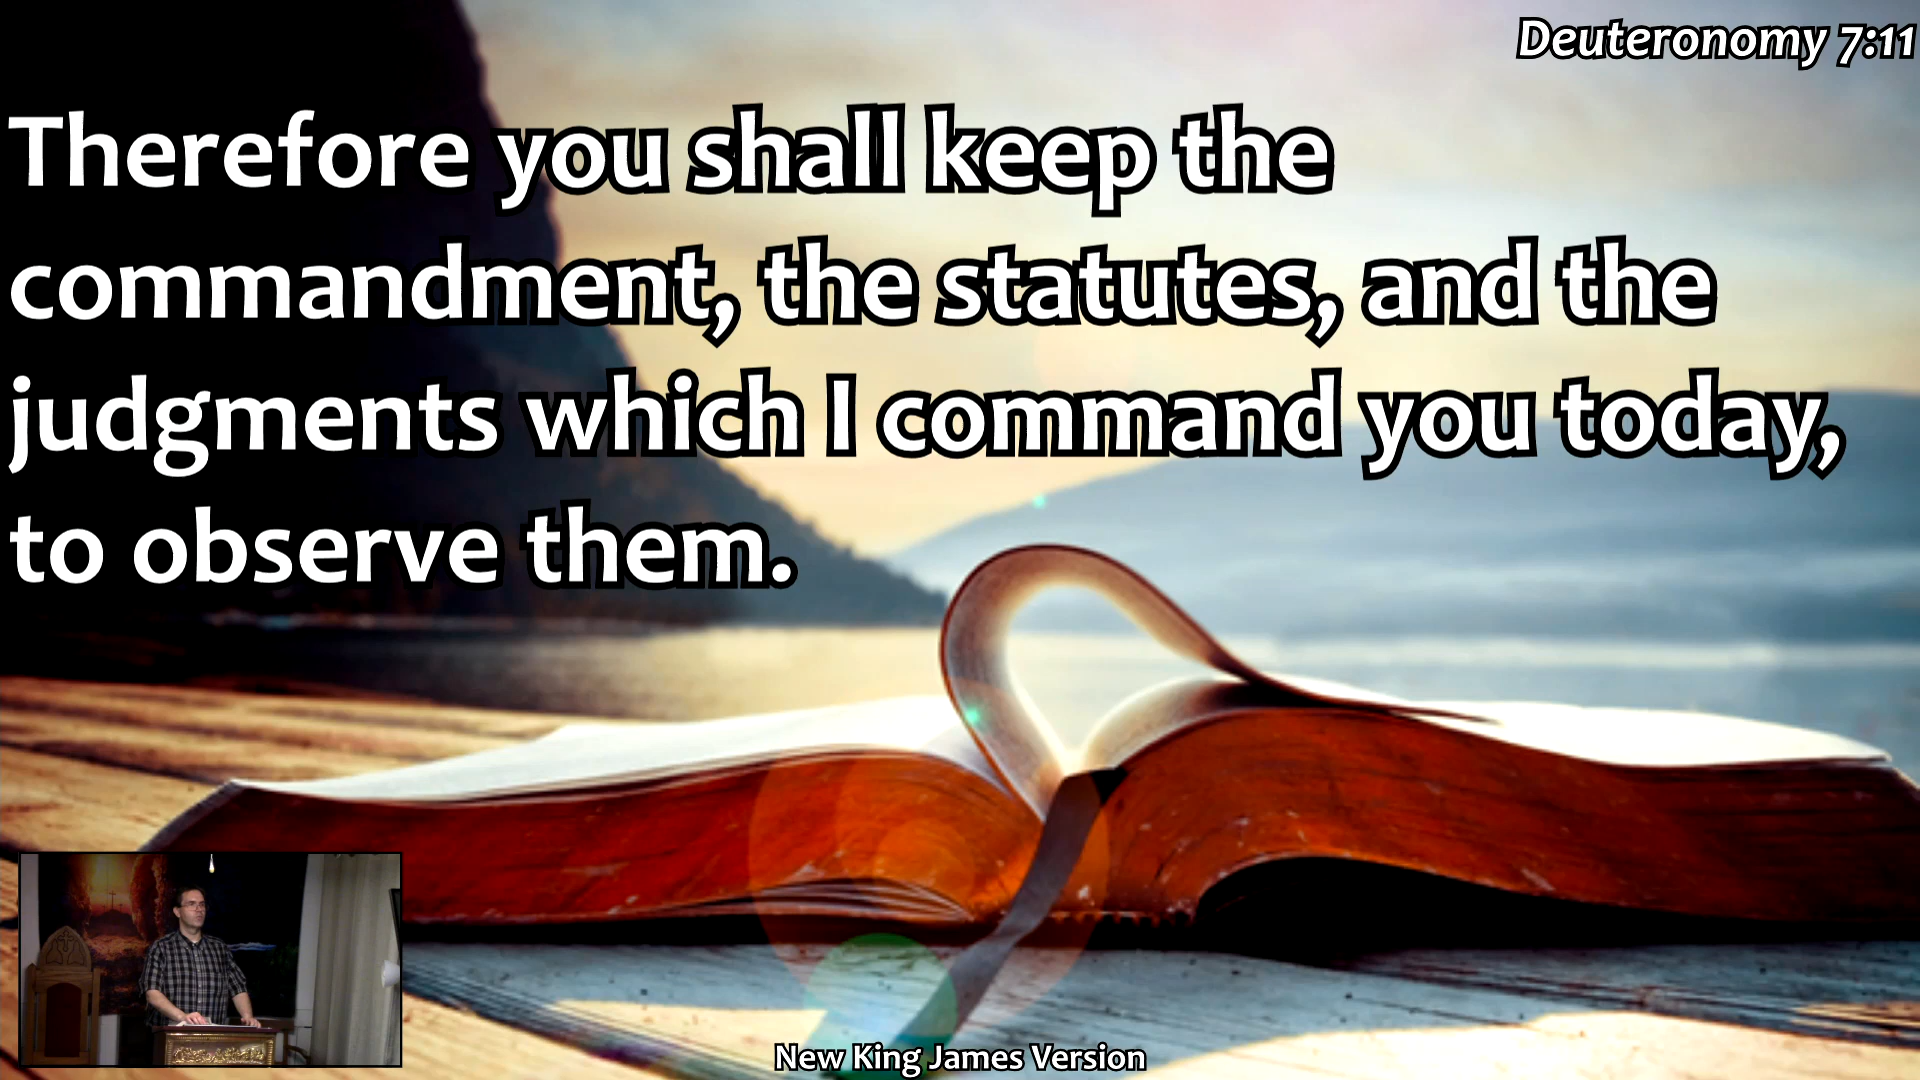 Deuteronomy 7:11
Therefore you shall keep the
commandment, the statutes, and the
judgments which I command you today,
to observe them.
New King James Version